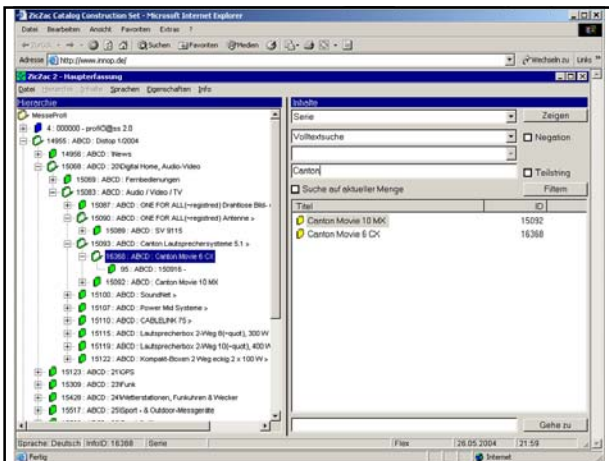 ZicZac Catalog Construction Set - Microsoft Internet Explorer
Datei Bearbeiten Ansicht Favoriten Extras ?
Suchen Favoriten Medien
Adresse http://www.innop.de/ Wechseln zu Links »
ZicZac 2 - Haupterfassung
Datei Hierarchie Inhalte Sprachen Eigenschaften Info
Hierarchie
MesseProfi
4 : 000000 - profiCl@ss 2.0
14955 : ABCD : Distop 1/2004
14956 : ABCD : 1News
15068 : ABCD : 20Digital Home, Audio-Video
15069 : ABCD : Fernbedienungen
15083 : ABCD : Audio / Video / TV
15087 : ABCD : ONE FOR ALL(~registred) Drahtlose Bild-
15090 : ABCD : ONE FOR ALL(~registred) Antenne »
15089 : ABCD : SV 9115
15093 : ABCD : Canton Lautsprechersysteme 5.1 »
16368 : ABCD : Canton Movie 6 CX
95 : ABCD : 150916 -
15092 : ABCD : Canton Movie 10 MX
15100 : ABCD : SoundNet »
15107 : ABCD : Power Mid Systeme »
15110 : ABCD : CABLELINK 75 »
15115 : ABCD : Lautsprecherbox 2-Weg 8(~quot), 300 W
15119 : ABCD : Lautsprecherbox 2-Weg 10(~quot), 400 W
15122 : ABCD : Kompakt-Boxen 2 Weg eckig 2 x 100 W »
15123 : ABCD : 21GPS
15309 : ABCD : 23Funk
15428 : ABCD : 24Wetterstationen, Funkuhren & Wecker
15517 : ABCD : 25Sport - & Outdoor-Messgeräte
Inhalte
Serie Zeigen
Volltextsuche Negation
Canton Teilstring
Suche auf aktueller Menge Filtern
Titel ID
Canton Movie 10 MX 15092
Canton Movie 6 CX 16368
Gehe zu
Sprache: Deutsch InfoID: 16368 Serie Flex 26.05.2004 21:59
Fertig Internet